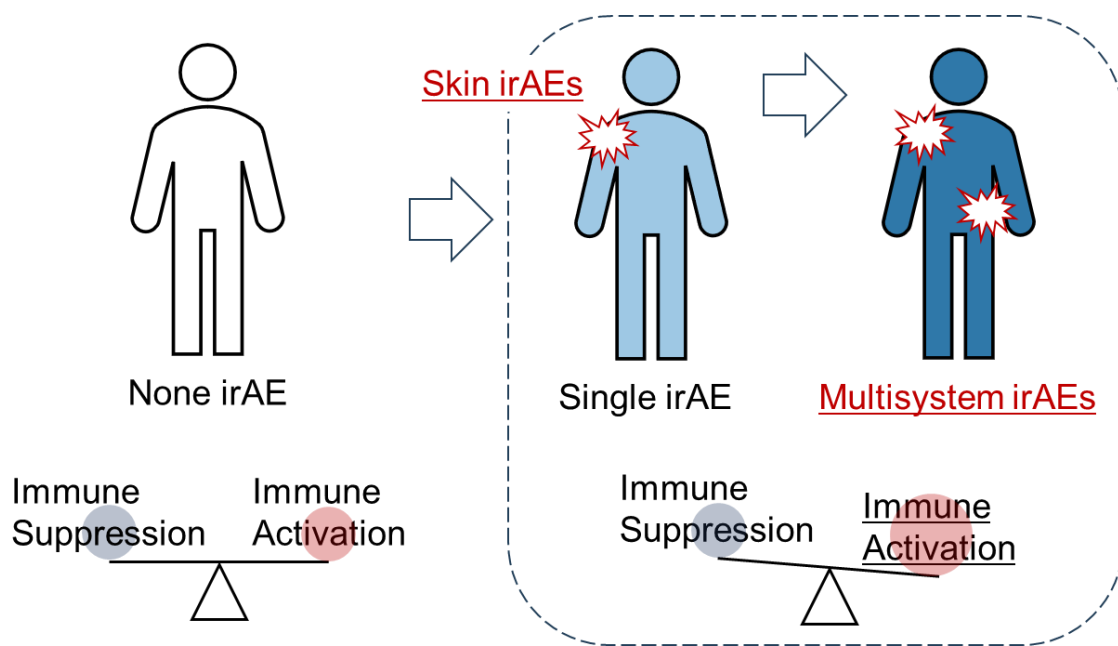 Skin irAEs
None irAE
Single irAE
Multisystem irAEs
Immune
Suppression
Immune
Activation
Immune
Suppression
Immune
Activation